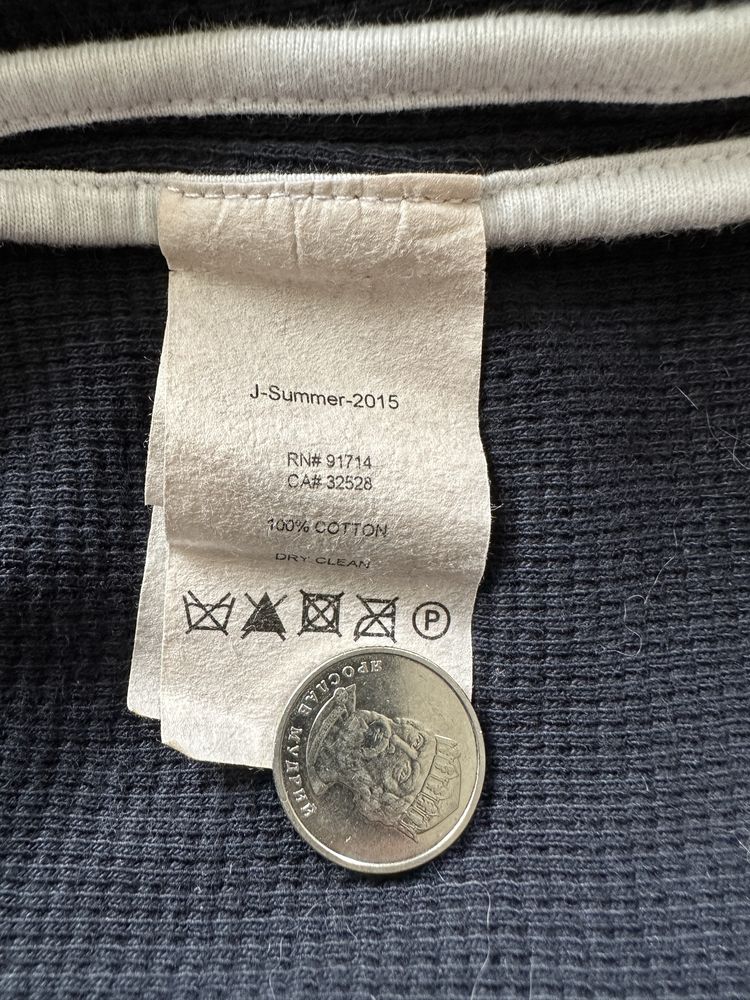 J-Summer-2015
RN# 91714
CA# 32528
100% COTTON
DRY CLEAN
P
ЯРОСЛАВ МУДРИЙ